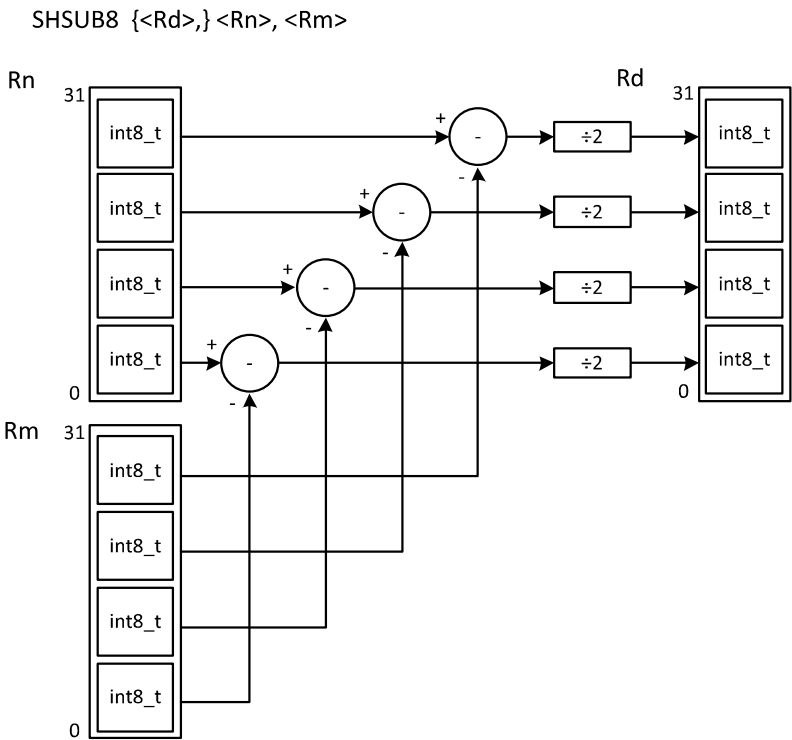 SHSUB8 {<Rd>,} <Rn>, <Rm>
Rn
Rd
31
31
int8_t
+
-
-
÷2
int8_t
int8_t
+
-
-
÷2
int8_t
int8_t
+
-
-
÷2
int8_t
int8_t
+
-
-
÷2
int8_t
0
0
Rm
31
int8_t
int8_t
int8_t
int8_t
0